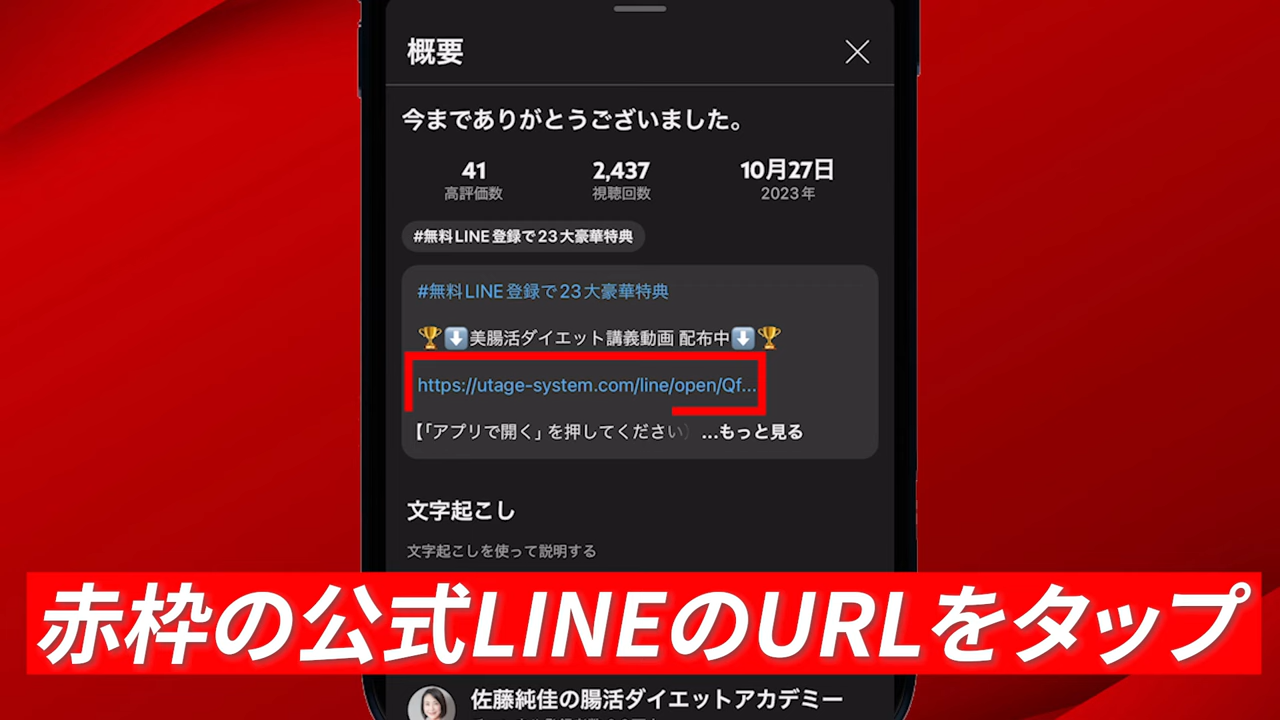 概要
今までありがとうございました。
41 2,437 10月27日
高評価数 視聴回数 2023年
#無料LINE登録で23大豪華特典
#無料LINE登録で23大豪華特典
🏆⬇️美腸活ダイエット講義動画 配布中⬇️🏆
https://utage-system.com/line/open/Qf...
【「アプリで開く」を押してください） ...もっと見る
文字起こし
文字起こしを使って説明する
赤枠の公式LINEのURLをタップ
佐藤純佳の腸活ダイエットアカデミー